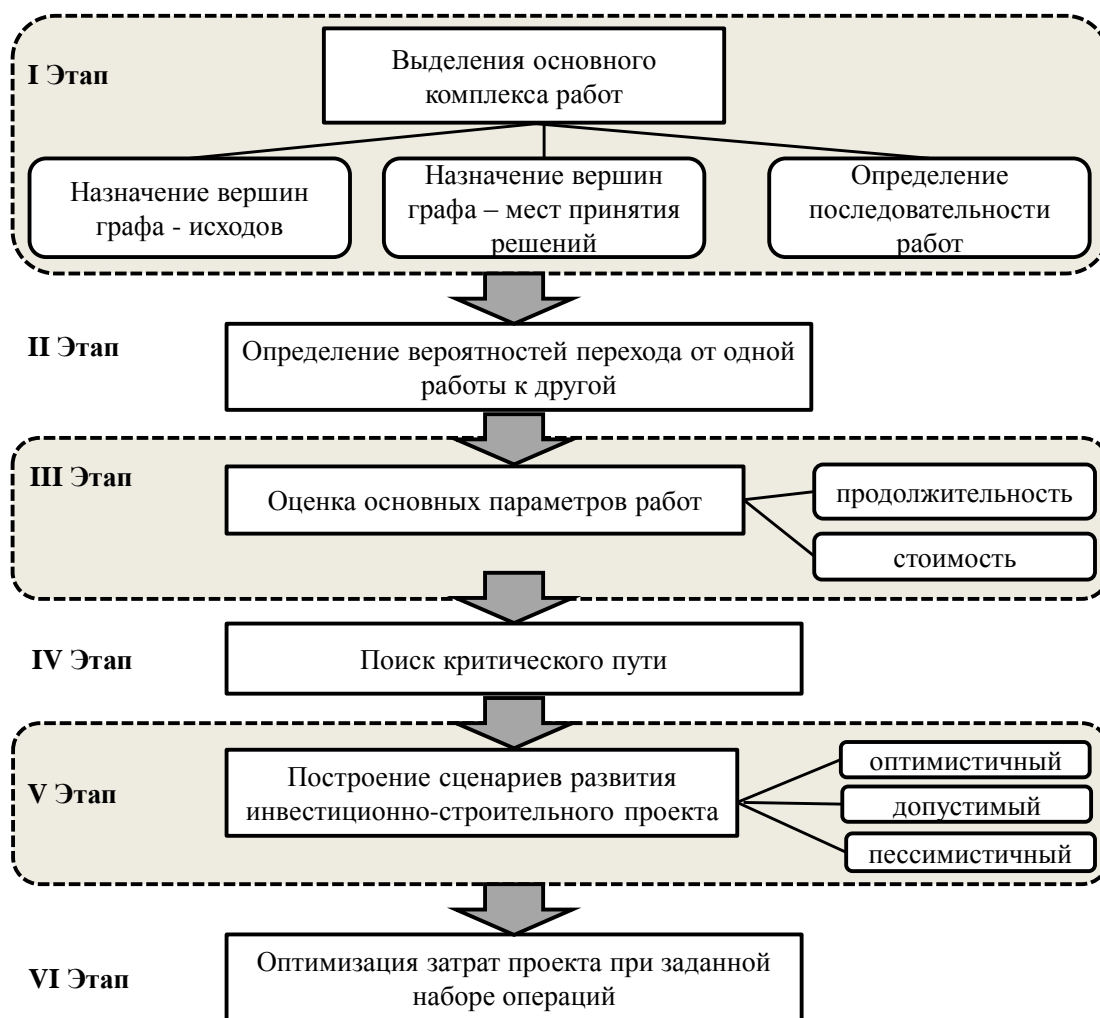 I Этап
Выделения основного
комплекса работ
Назначение вершин
графа - исходов
Назначение вершин
графа – мест принятия
решений
Определение
последовательности
работ
II Этап
Определение вероятностей перехода от одной
работы к другой
III Этап
Оценка основных параметров работ
продолжительность
стоимость
IV Этап
Поиск критического пути
V Этап
Построение сценариев развития
инвестиционно-строительного проекта
оптимистичный
допустимый
пессимистичный
VI Этап
Оптимизация затрат проекта при заданной
наборе операций